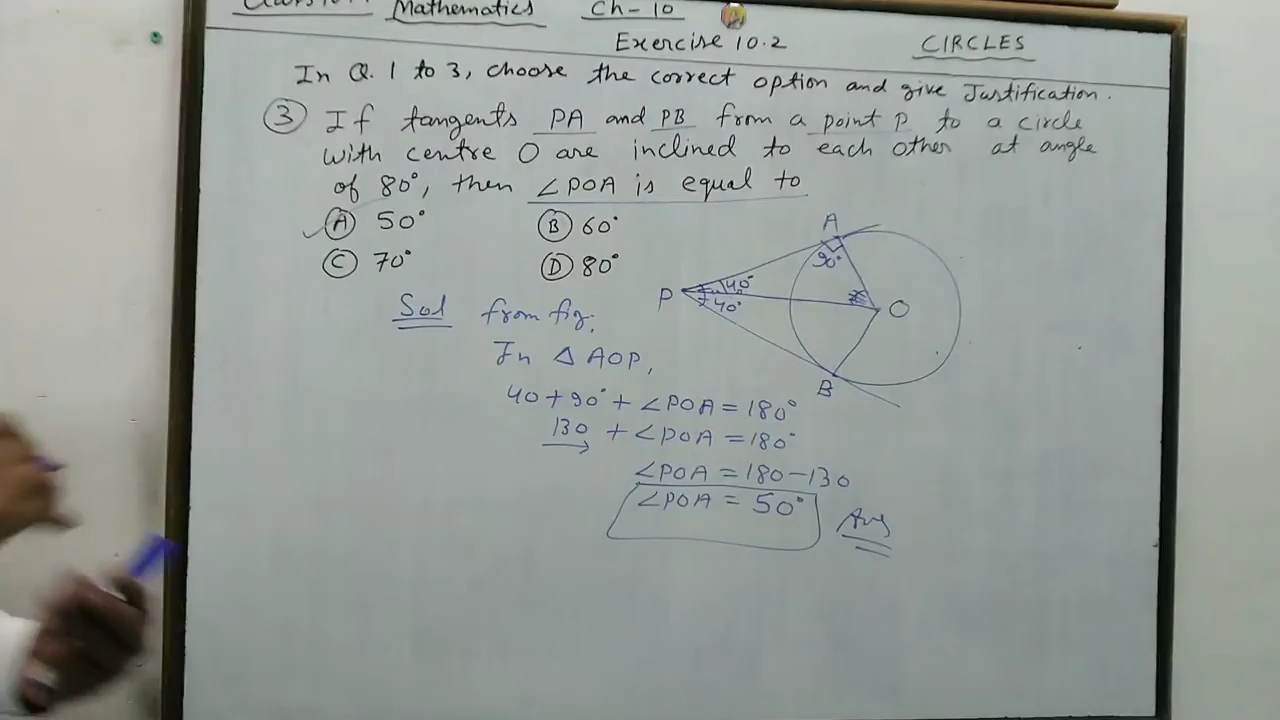 Mathematics Ch-10
Exercise 10.2 CIRCLES
In Q. 1 to 3, choose the correct option and give Justification.
③ If tangents PA and PB from a point P to a circle
with centre O are inclined to each other at angle
of 80°, then ∠POA is equal to
Ⓐ 50° Ⓑ 60°
Ⓒ 70° Ⓓ 80°
A
90°
P 40°
40°
O
B
Sol from fig;
In △ AOP,
40+90°+∠POA=180°
130 +∠POA=180°
∠POA=180-130
∠POA = 50° Ans